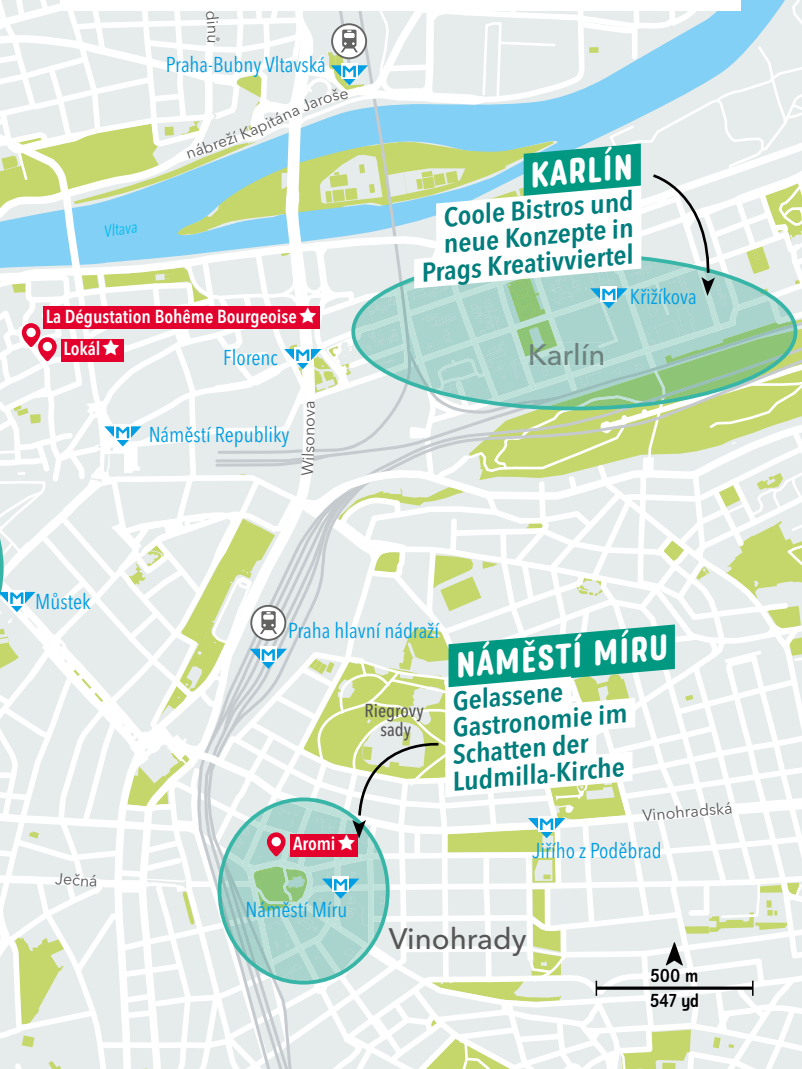 dinů
Praha-Bubny Vltavská
nábreží Kapitána Jaroše
KARLÍN
Coole Bistros und
neue Konzepte in
Prags Kreativviertel
Vltava
Křižíkova
La Dégustation Bohême Bourgeoise
Lokál
Karlín
Florenc
Náměstí Republiky
Wilsonova
Můstek
Praha hlavní nádraží
NÁMĚSTÍ MÍRU
Gelassene
Gastronomie im
Schatten der
Ludmilla-Kirche
Riegrovy
sady
Vinohradská
Aromi
Jiřího z Poděbrad
Ječná
Náměstí Míru
Vinohrady
500 m
547 yd